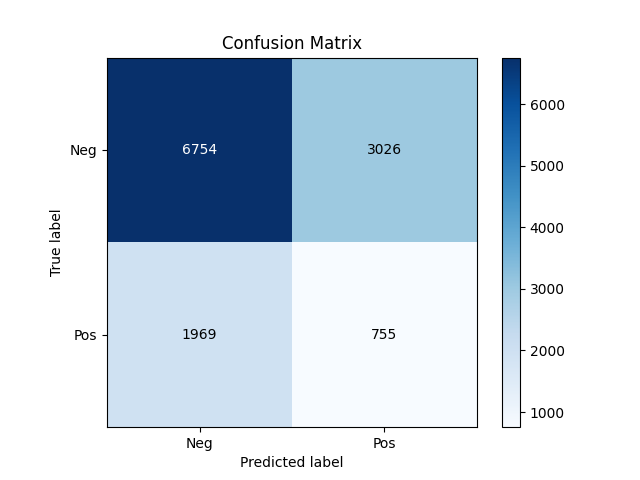 Confusion Matrix
Neg
6754
3026
Pos
1969
755
True label
Neg
Pos
Predicted label
6000
5000
4000
3000
2000
1000